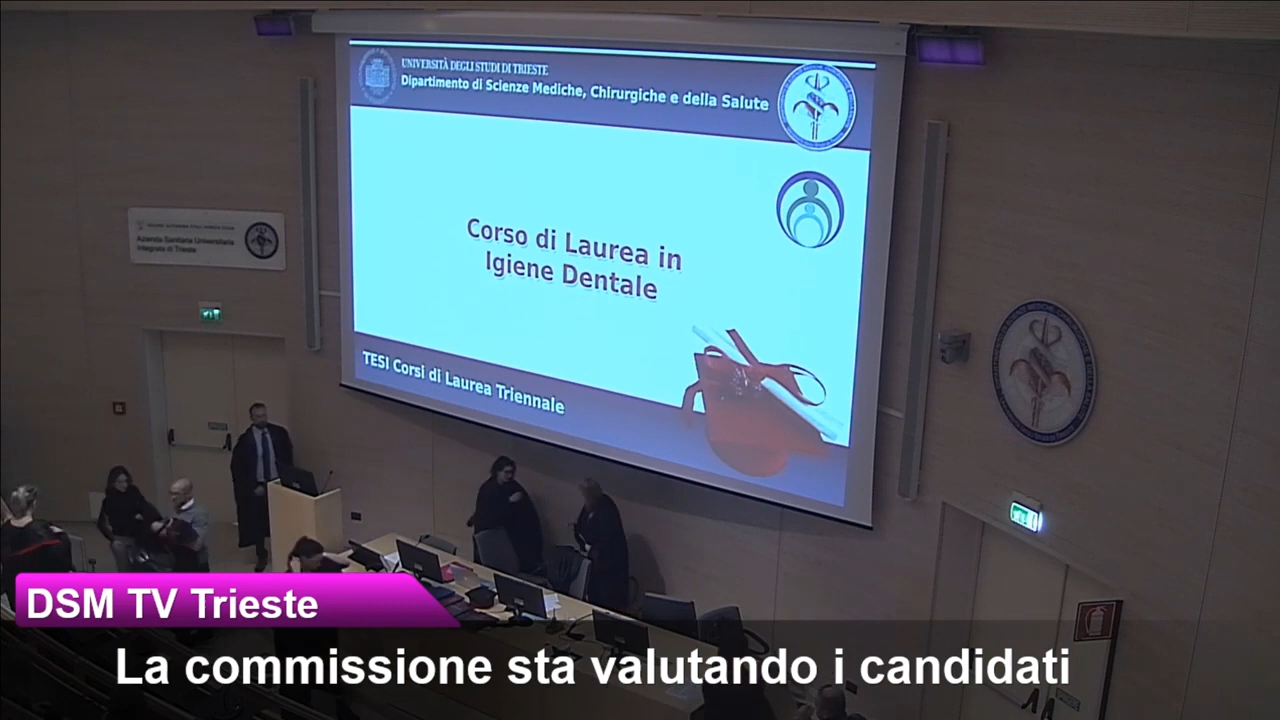 UNIVERSITÀ DEGLI STUDI DI TRIESTE
Dipartimento di Scienze Mediche, Chirurgiche e della Salute
Corso di Laurea in
Igiene Dentale
TESI Corsi di Laurea Triennale
Azienda Sanitaria Universitaria
Integrata di Trieste
DSM TV Trieste
La commissione sta valutando i candidati